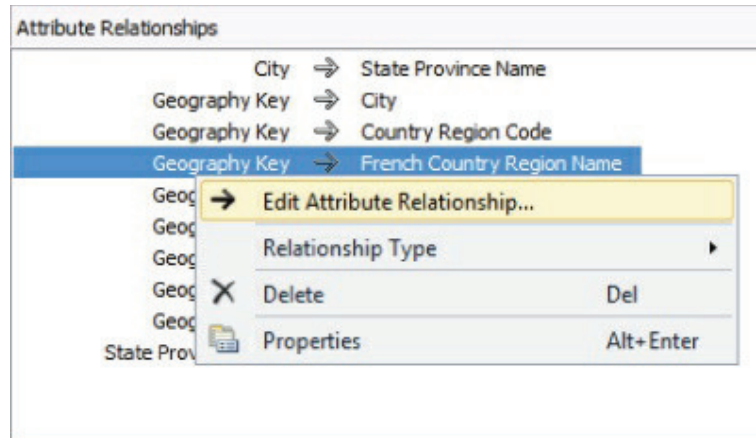 Attribute Relationships
City ⇒ State Province Name
Geography Key ⇒ City
Geography Key ⇒ Country Region Code
Geography Key ⇒ French Country Region Name
Geog
→ Edit Attribute Relationship...
Geog
Relationship Type
Geog
Geog
Delete Del
Geog
Properties Alt+Enter
State Prov